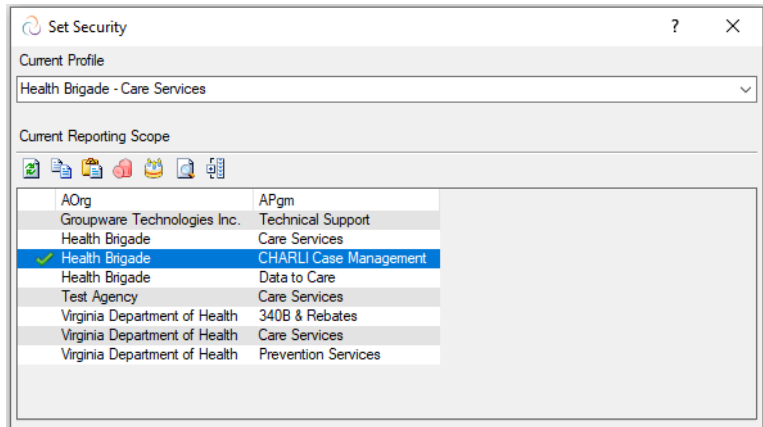 Set Security ? X
Current Profile
Health Brigade - Care Services
Current Reporting Scope
AOrg APgm
Groupware Technologies Inc. Technical Support
Health Brigade Care Services
Health Brigade CHARLI Case Management
Health Brigade Data to Care
Test Agency Care Services
Virginia Department of Health 340B & Rebates
Virginia Department of Health Care Services
Virginia Department of Health Prevention Services